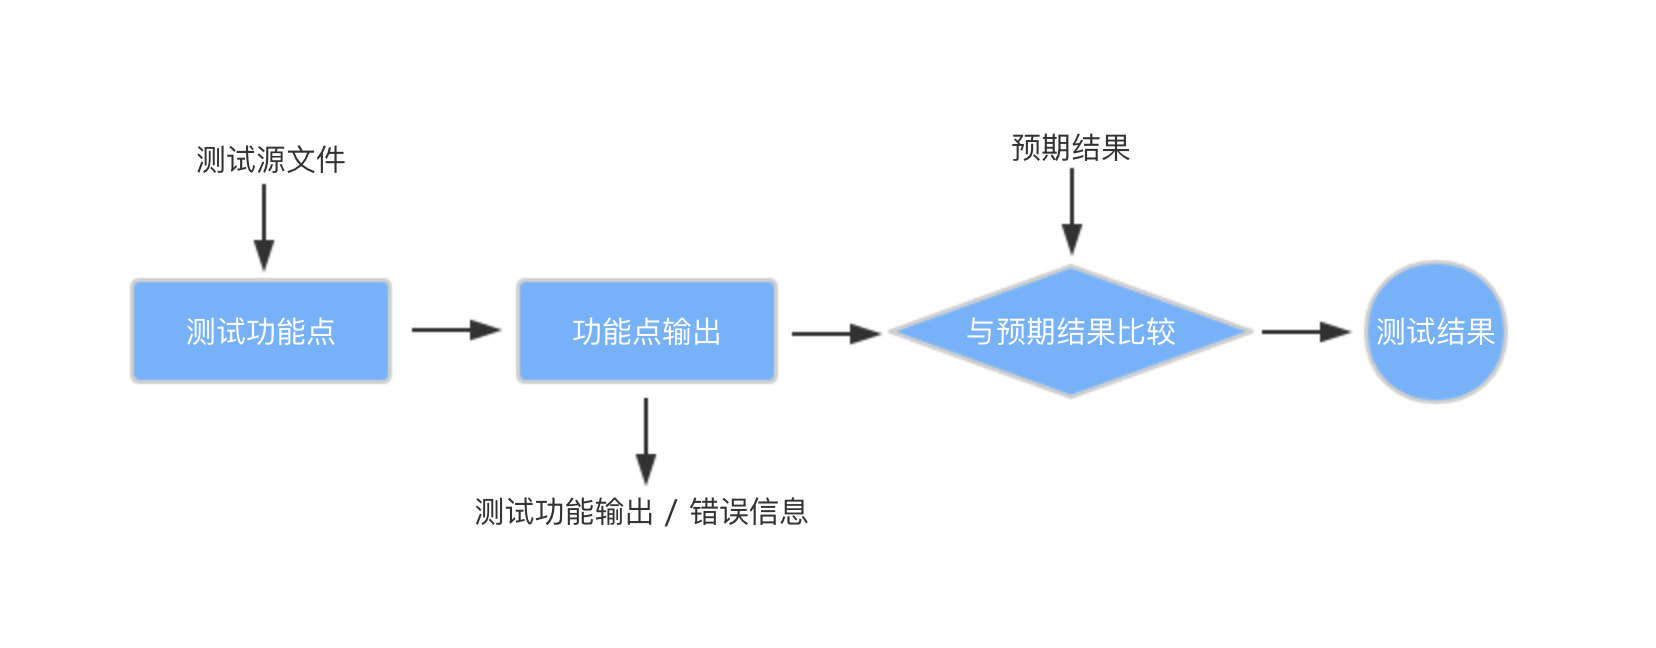 测试源文件
预期结果
测试功能点
功能点输出
与预期结果比较
测试结果
测试功能输出 / 错误信息